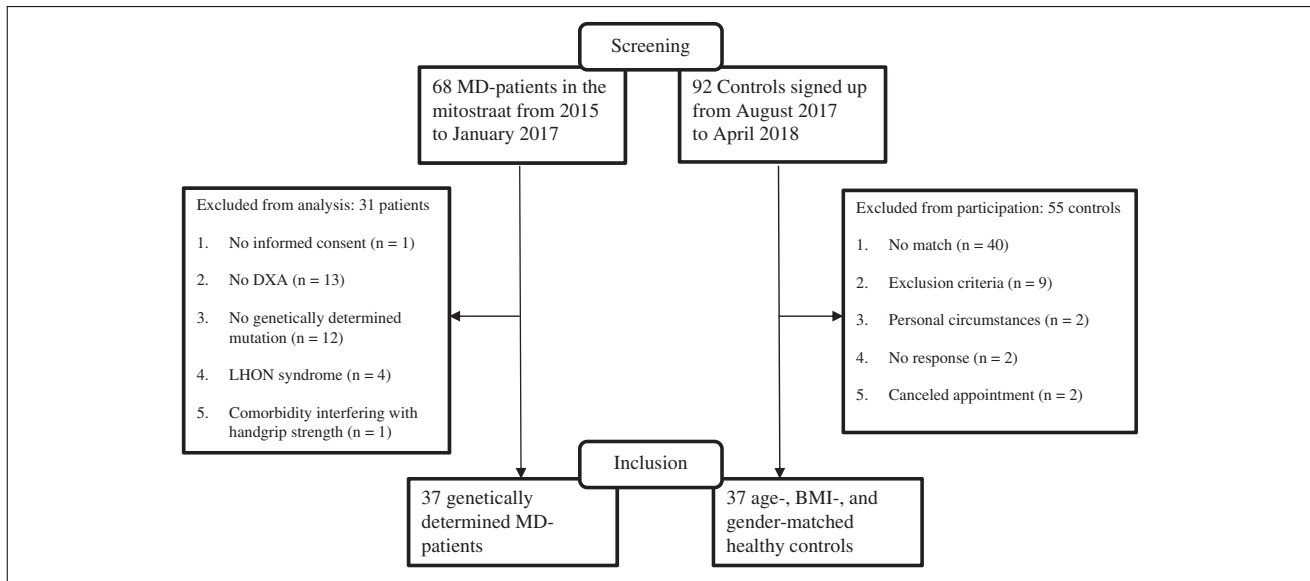 Screening
68 MD-patients in the
mitostraat from 2015
to January 2017
92 Controls signed up
from August 2017
to April 2018
Excluded from analysis: 31 patients
1. No informed consent (n = 1)
2. No DXA (n = 13)
3. No genetically determined
mutation (n = 12)
4. LHON syndrome (n = 4)
5. Comorbidity interfering with
handgrip strength (n = 1)
Excluded from participation: 55 controls
1. No match (n = 40)
2. Exclusion criteria (n = 9)
3. Personal circumstances (n = 2)
4. No response (n = 2)
5. Canceled appointment (n = 2)
Inclusion
37 genetically
determined MD-
patients
37 age-, BMI-, and
gender-matched
healthy controls